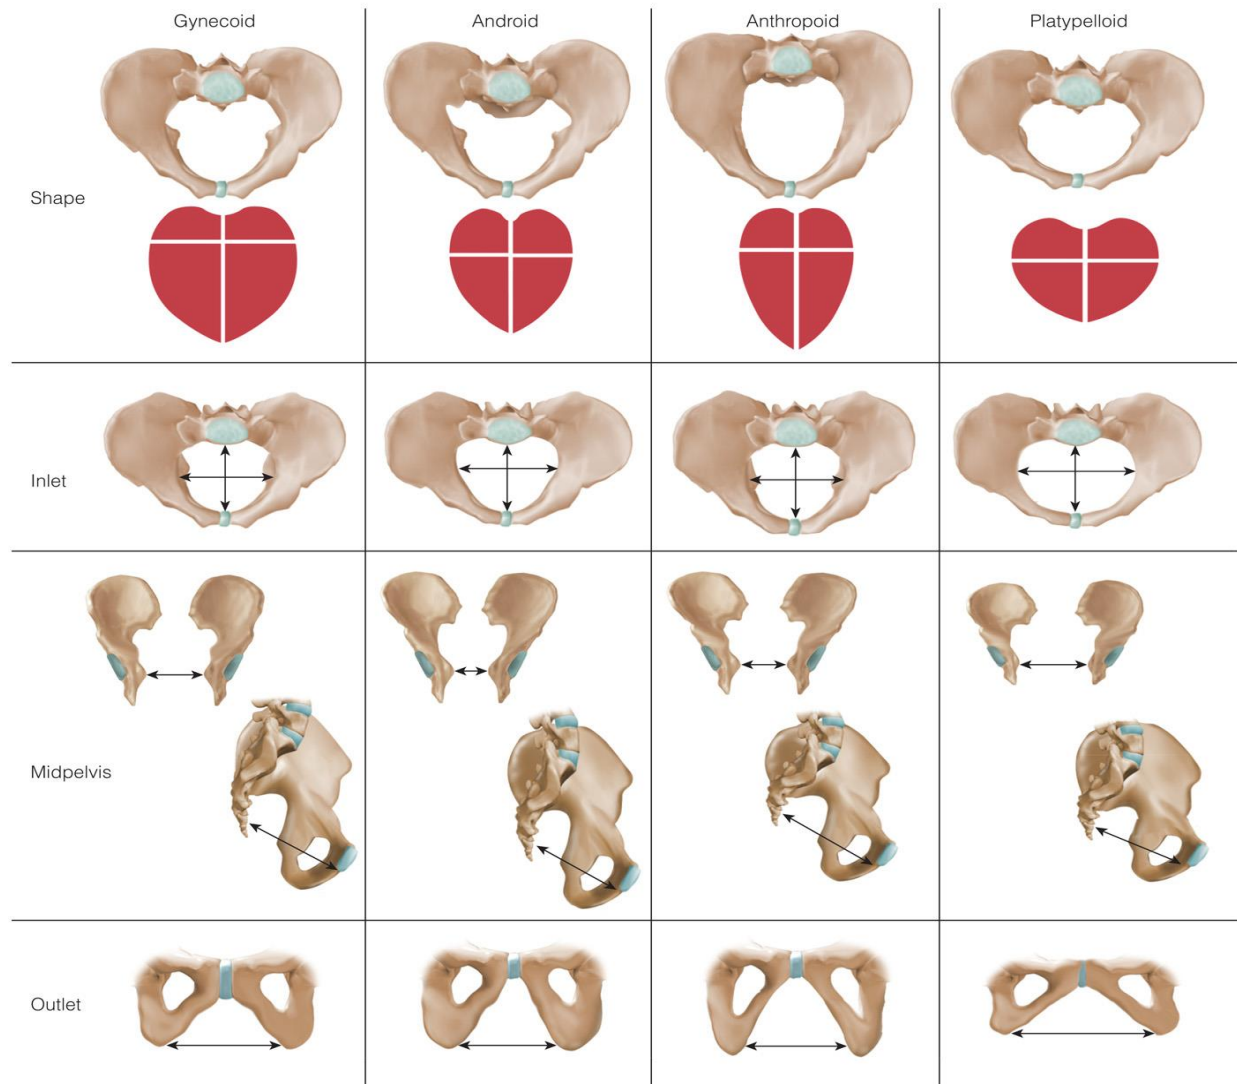 Gynecoid
Android
Anthropoid
Platypelloid
Shape
Inlet
Midpelvis
Outlet